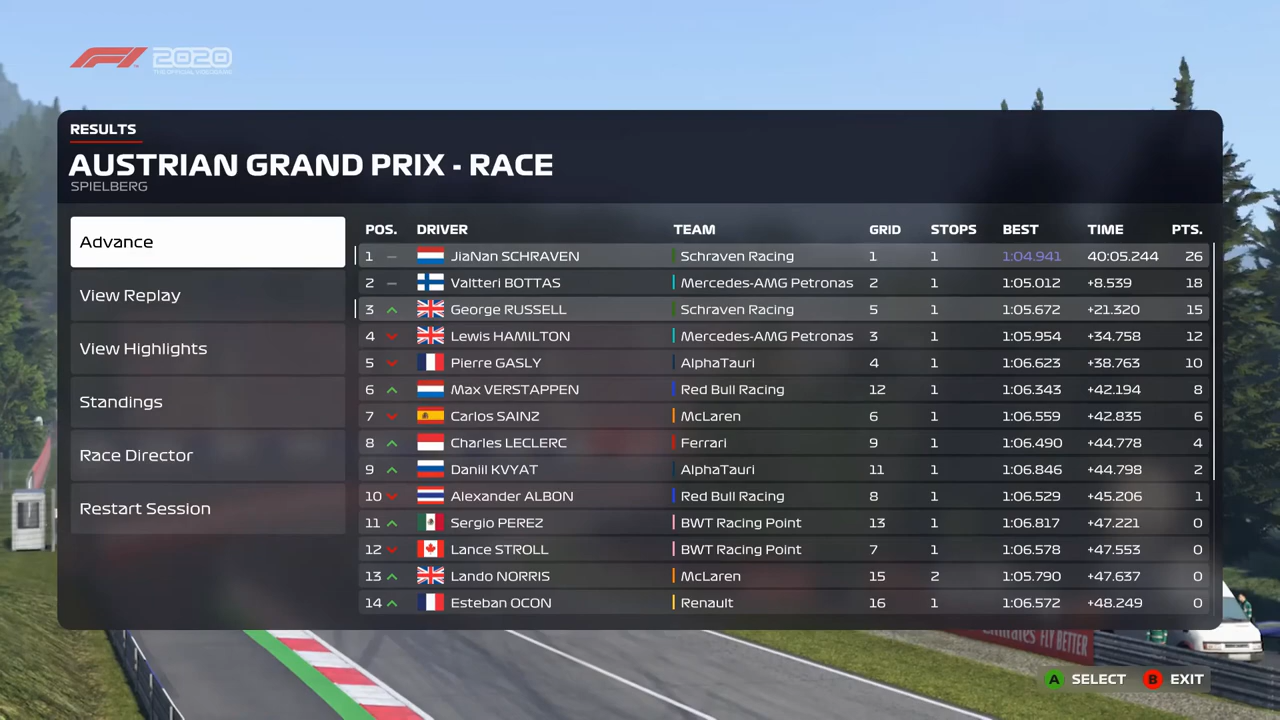 F1 2020
THE OFFICIAL VIDEOGAME
RESULTS
AUSTRIAN GRAND PRIX - RACE
SPIELBERG
Advance
View Replay
View Highlights
Standings
Race Director
Restart Session
POS. DRIVER TEAM GRID STOPS BEST TIME PTS.
1 – JiaNan SCHRAVEN Schraven Racing 1 1 1:04.941 40:05.244 26
2 – Valtteri BOTTAS Mercedes-AMG Petronas 2 1 1:05.012 +8.539 18
3 George RUSSELL Schraven Racing 5 1 1:05.672 +21.320 15
4 Lewis HAMILTON Mercedes-AMG Petronas 3 1 1:05.954 +34.758 12
5 Pierre GASLY AlphaTauri 4 1 1:06.623 +38.763 10
6 Max VERSTAPPEN Red Bull Racing 12 1 1:06.343 +42.194 8
7 Carlos SAINZ McLaren 6 1 1:06.559 +42.835 6
8 Charles LECLERC Ferrari 9 1 1:06.490 +44.778 4
9 Daniil KVYAT AlphaTauri 11 1 1:06.846 +44.798 2
10 Alexander ALBON Red Bull Racing 8 1 1:06.529 +45.206 1
11 Sergio PEREZ BWT Racing Point 13 1 1:06.817 +47.221 0
12 Lance STROLL BWT Racing Point 7 1 1:06.578 +47.553 0
13 Lando NORRIS McLaren 15 2 1:05.790 +47.637 0
14 Esteban OCON Renault 16 1 1:06.572 +48.249 0
Emirates FLY BETTER
A SELECT B EXIT